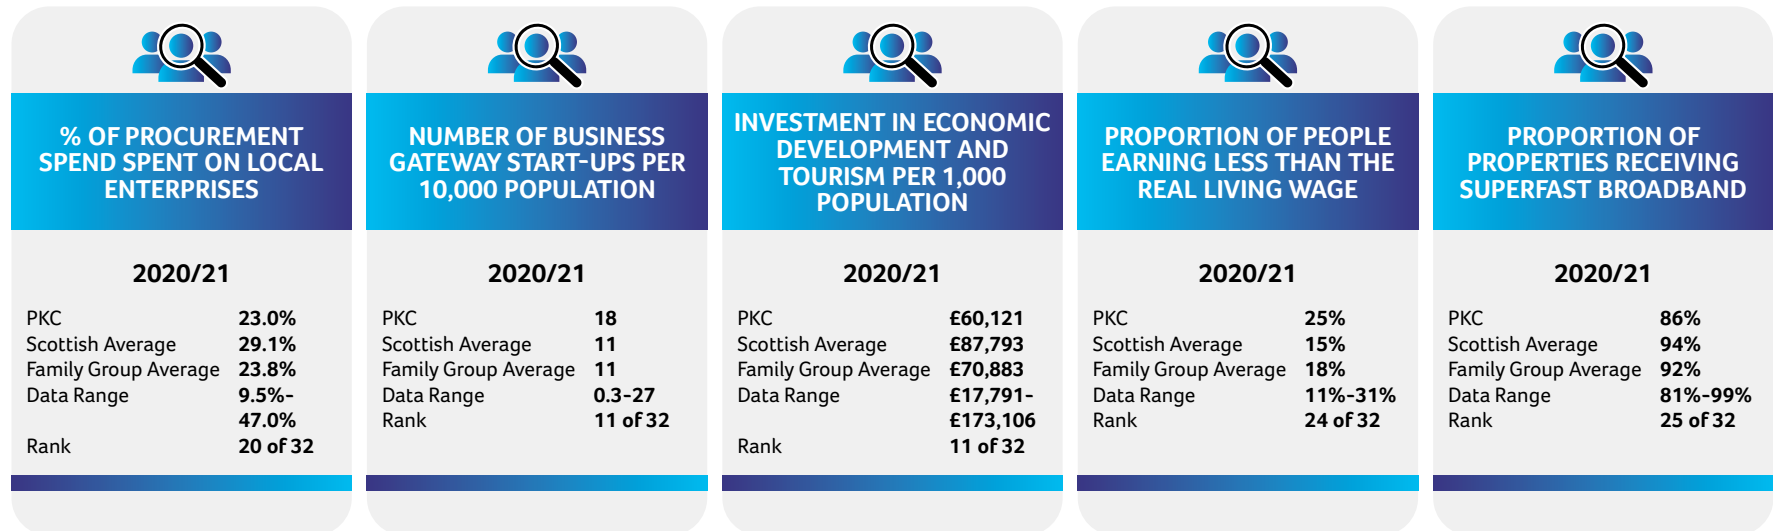 % OF PROCUREMENT
SPEND SPENT ON LOCAL
ENTERPRISES
2020/21
PKC 23.0%
Scottish Average 29.1%
Family Group Average 23.8%
Data Range 9.5%-
47.0%
Rank 20 of 32
NUMBER OF BUSINESS
GATEWAY START-UPS PER
10,000 POPULATION
2020/21
PKC 18
Scottish Average 11
Family Group Average 11
Data Range 0.3-27
Rank 11 of 32
INVESTMENT IN ECONOMIC
DEVELOPMENT AND
TOURISM PER 1,000
POPULATION
2020/21
PKC £60,121
Scottish Average £87,793
Family Group Average £70,883
Data Range £17,791-
£173,106
Rank 11 of 32
PROPORTION OF PEOPLE
EARNING LESS THAN THE
REAL LIVING WAGE
2020/21
PKC 25%
Scottish Average 15%
Family Group Average 18%
Data Range 11%-31%
Rank 24 of 32
PROPORTION OF
PROPERTIES RECEIVING
SUPERFAST BROADBAND
2020/21
PKC 86%
Scottish Average 94%
Family Group Average 92%
Data Range 81%-99%
Rank 25 of 32